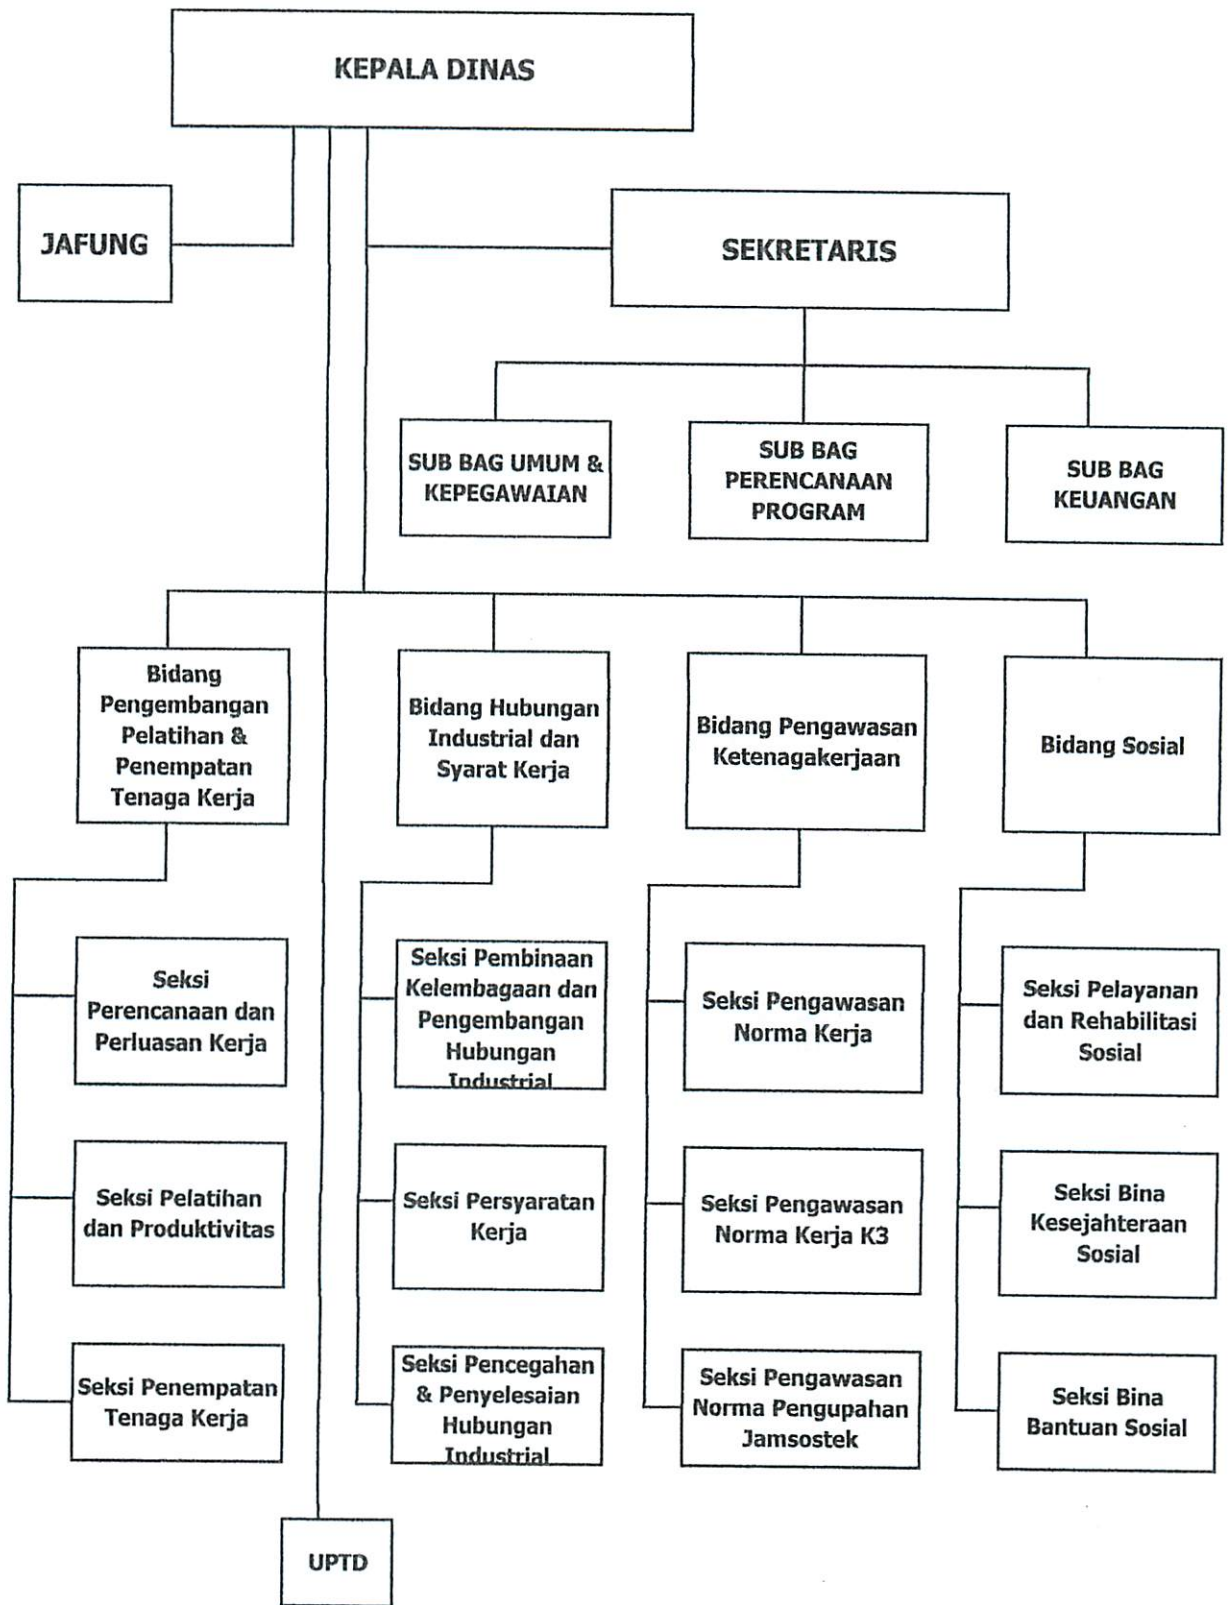 KEPALA DINAS
JAFUNG
SEKRETARIS
SUB BAG UMUM &
KEPEGAWAIAN
SUB BAG
PERENCANAAN
PROGRAM
SUB BAG
KEUANGAN
Bidang
Pengembangan
Pelatihan &
Penempatan
Tenaga Kerja
Bidang Hubungan
Industrial dan
Syarat Kerja
Bidang Pengawasan
Ketenagakerjaan
Bidang Sosial
Seksi
Perencanaan dan
Perluasan Kerja
Seksi Pembinaan
Kelembagaan dan
Pengembangan
Hubungan
Industrial
Seksi Pengawasan
Norma Kerja
Seksi Pelayanan
dan Rehabilitasi
Sosial
Seksi Pelatihan
dan Produktivitas
Seksi Persyaratan
Kerja
Seksi Pengawasan
Norma Kerja K3
Seksi Bina
Kesejahteraan
Sosial
Seksi Penempatan
Tenaga Kerja
Seksi Pencegahan
& Penyelesaian
Hubungan
Industrial
Seksi Pengawasan
Norma Pengupahan
Jamsostek
Seksi Bina
Bantuan Sosial
UPTD